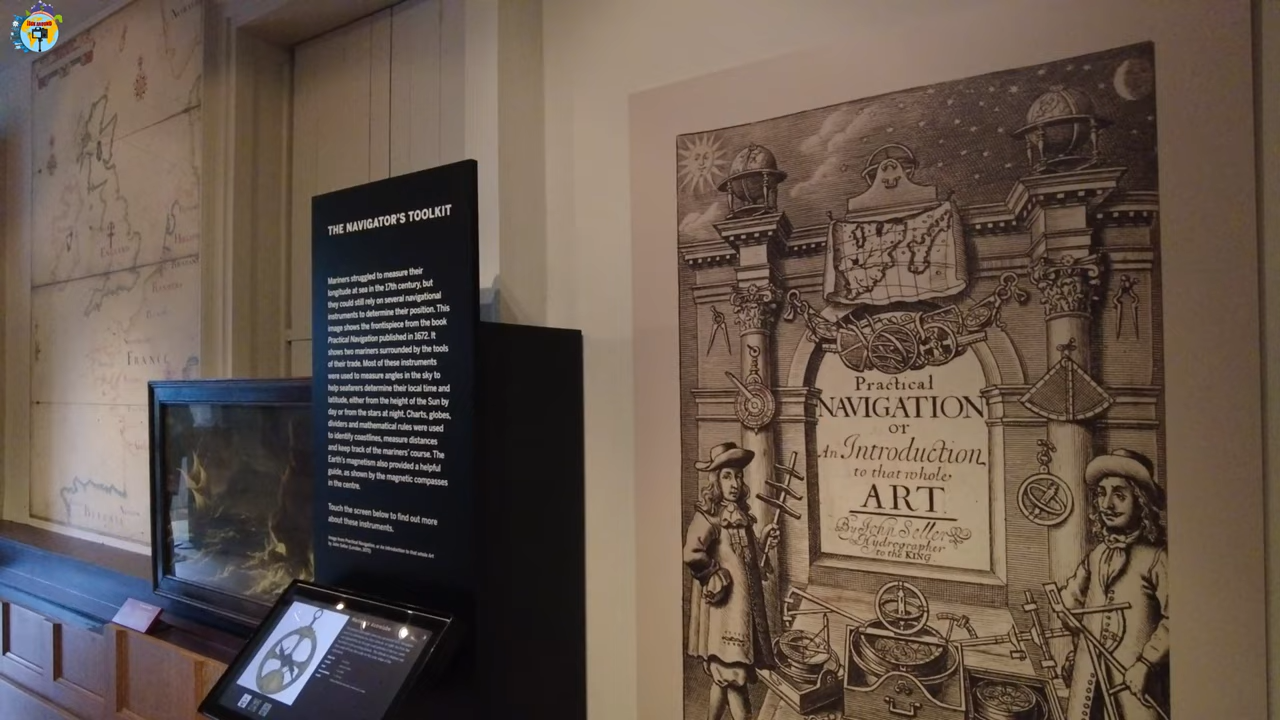 THE NAVIGATOR'S TOOLKIT
Mariners struggled to measure their
longitude at sea in the 17th century, but
they could still rely on several navigational
instruments to determine their position. This
image shows the frontispiece from the book
Practical Navigation published in 1672. It
shows two mariners surrounded by the tools
of their trade. Most of these instruments
were used to measure angles in the sky to
help seafarers determine their local time and
latitude, either from the height of the Sun by
day or from the stars at night. Charts, globes,
dividers and mathematical rules were used
to identify coastlines, measure distances
and keep track of the mariners' course. The
Earth's magnetism also provided a helpful
guide, as shown by the magnetic compasses
in the centre.
Touch the screen below to find out more
about these instruments.
Practical
NAVIGATION
or
An Introduction
to that whole
ART
By John Seller
Hydrographer
to the KING
ENGLAND
FRANCE